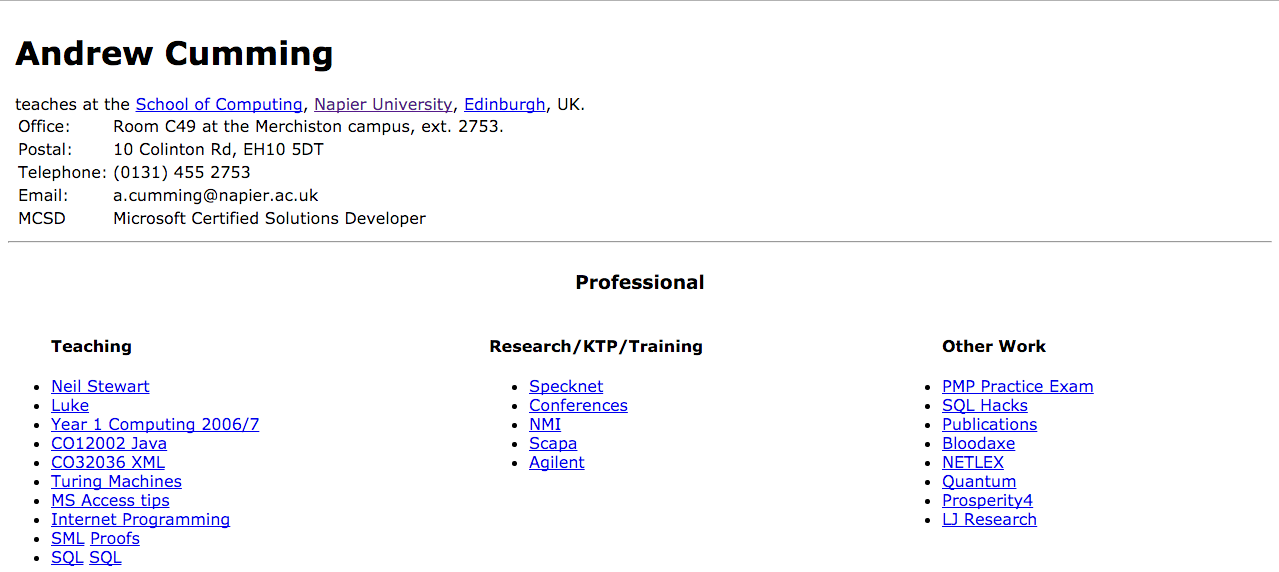 Andrew Cumming
teaches at the School of Computing, Napier University, Edinburgh, UK.
Office: Room C49 at the Merchiston campus, ext. 2753.
Postal: 10 Colinton Rd, EH10 5DT
Telephone: (0131) 455 2753
Email: a.cumming@napier.ac.uk
MCSD Microsoft Certified Solutions Developer
Professional
Teaching
Neil Stewart
Luke
Year 1 Computing 2006/7
CO12002 Java
CO32036 XML
Turing Machines
MS Access tips
Internet Programming
SML Proofs
SQL SQL
Research/KTP/Training
Specknet
Conferences
NMI
Scapa
Agilent
Other Work
PMP Practice Exam
SQL Hacks
Publications
Bloodaxe
NETLEX
Quantum
Prosperity4
LJ Research